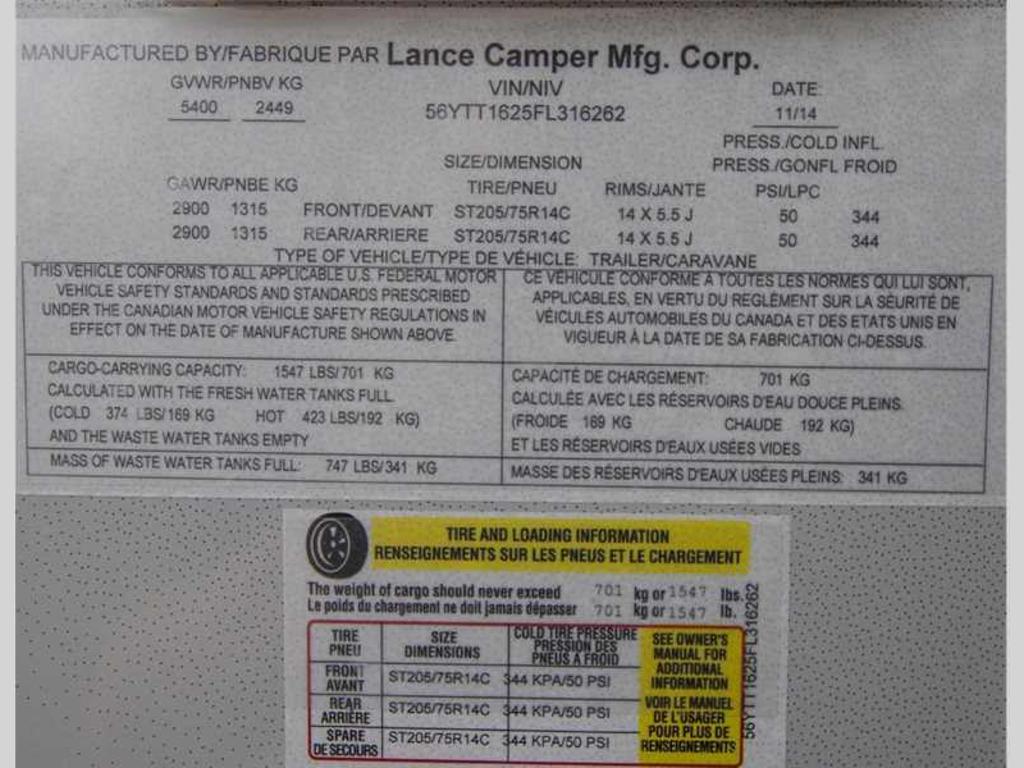 MANUFACTURED BY/FABRIQUE PAR Lance Camper Mfg. Corp.
GVWR/PNBV KG VIN/NIV DATE:
5400 2449 56YTT1625FL316262 11/14
PRESS./COLD INFL.
SIZE/DIMENSION PRESS./GONFL FROID
GAWR/PNBE KG TIRE/PNEU RIMS/JANTE PSI/LPC
2900 1315 FRONT/DEVANT ST205/75R14C 14 X 5.5 J 50 344
2900 1315 REAR/ARRIERE ST205/75R14C 14 X 5.5 J 50 344
TYPE OF VEHICLE/TYPE DE VÉHICLE: TRAILER/CARAVANE
THIS VEHICLE CONFORMS TO ALL APPLICABLE U.S. FEDERAL MOTOR
VEHICLE SAFETY STANDARDS AND STANDARDS PRESCRIBED
UNDER THE CANADIAN MOTOR VEHICLE SAFETY REGULATIONS IN
EFFECT ON THE DATE OF MANUFACTURE SHOWN ABOVE.
CE VÉHICULE CONFORME A TOUTES LES NORMES QUI LUI SONT,
APPLICABLES, EN VERTU DU REGLÉMENT SUR LA SÉURITÉ DE
VÉICULES AUTOMOBILES DU CANADA ET DES ETATS UNIS EN
VIGUEUR À LA DATE DE SA FABRICATION CI-DESSUS.
CARGO-CARRYING CAPACITY: 1547 LBS/701 KG
CALCULATED WITH THE FRESH WATER TANKS FULL.
(COLD 374 LBS/169 KG HOT 423 LBS/192 KG)
AND THE WASTE WATER TANKS EMPTY
CAPACITÉ DE CHARGEMENT: 701 KG
CALCULÉE AVEC LES RÉSERVOIRS D'EAU DOUCE PLEINS.
(FROIDE 169 KG CHAUDE 192 KG)
ET LES RÉSERVOIRS D'EAUX USÉES VIDES
MASS OF WASTE WATER TANKS FULL: 747 LBS/341 KG
MASSE DES RÉSERVOIRS D'EAUX USÉES PLEINS: 341 KG
TIRE AND LOADING INFORMATION
RENSEIGNEMENTS SUR LES PNEUS ET LE CHARGEMENT
The weight of cargo should never exceed 701 kg or 1547 lbs.
Le poids du chargement ne doit jamais dépasser 701 kg or 1547 lb.
TIRE
PNEU
SIZE
DIMENSIONS
COLD TIRE PRESSURE
PRESSION DES
PNEUS A FROID
FRONT
AVANT
ST205/75R14C 344 KPA/50 PSI
REAR
ARRIÈRE
ST205/75R14C 344 KPA/50 PSI
SPARE
DE SECOURS
ST205/75R14C 344 KPA/50 PSI
SEE OWNER'S
MANUAL FOR
ADDITIONAL
INFORMATION
VOIR LE MANUEL
DE L'USAGER
POUR PLUS DE
RENSEIGNEMENTS
56YTT1625FL316262